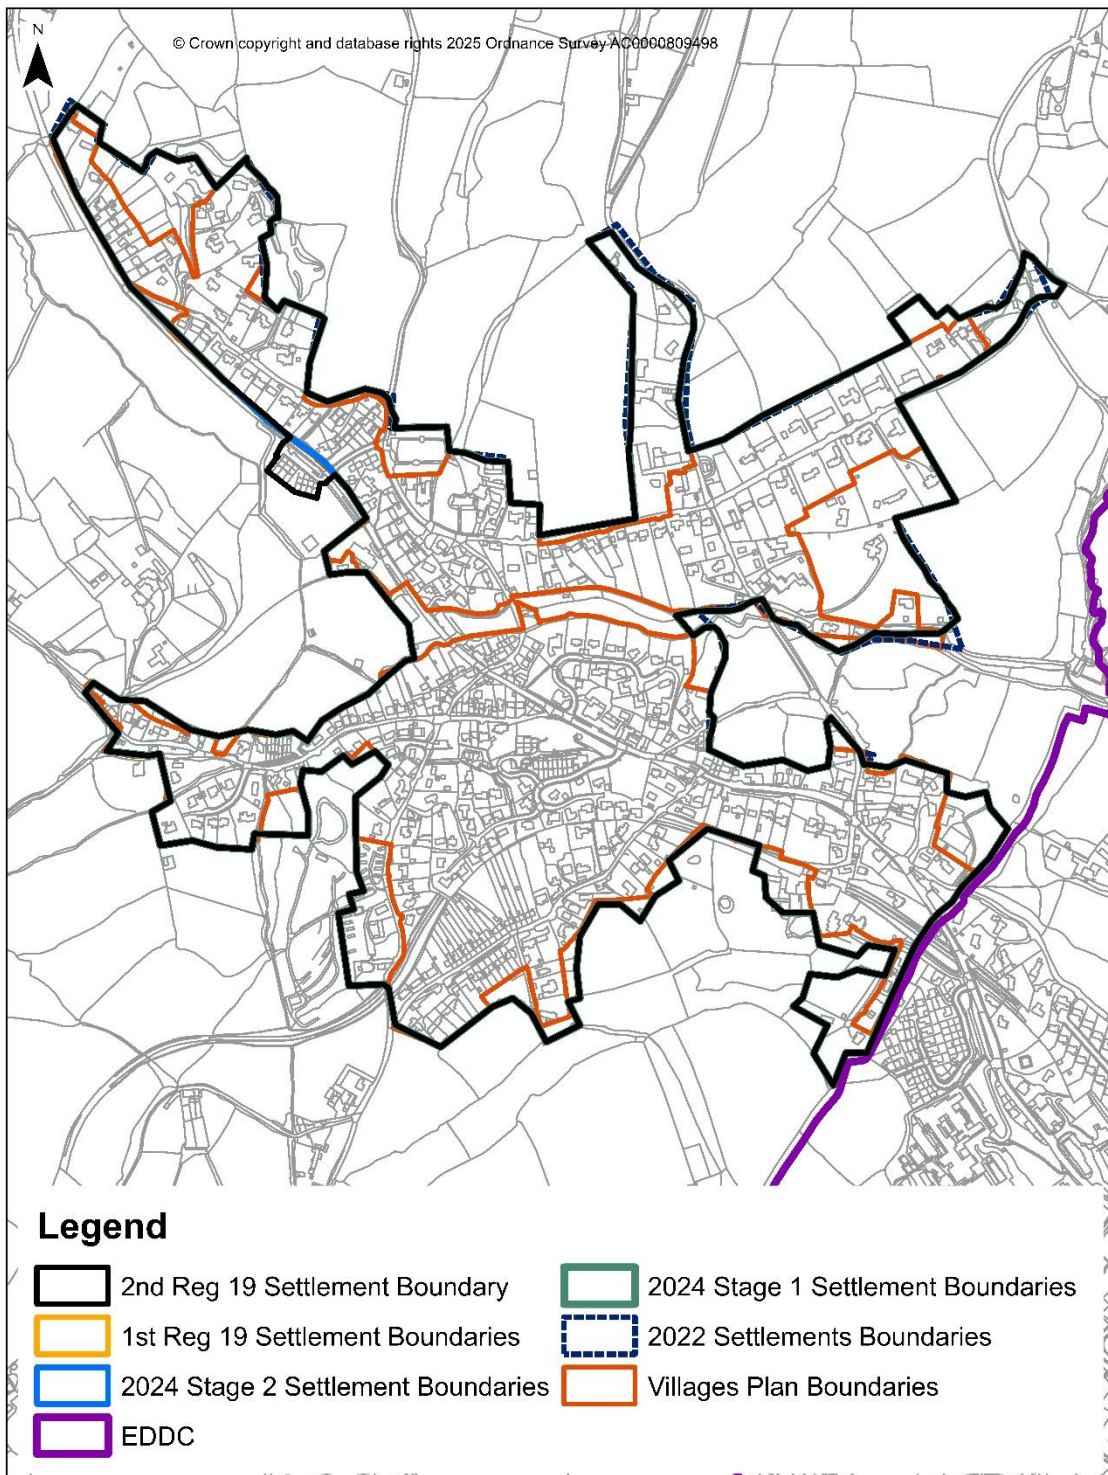 N
© Crown copyright and database rights 2025 Ordnance Survey AC0000809498
Legend
2nd Reg 19 Settlement Boundary
1st Reg 19 Settlement Boundaries
2024 Stage 2 Settlement Boundaries
EDDC
2024 Stage 1 Settlement Boundaries
2022 Settlements Boundaries
Villages Plan Boundaries